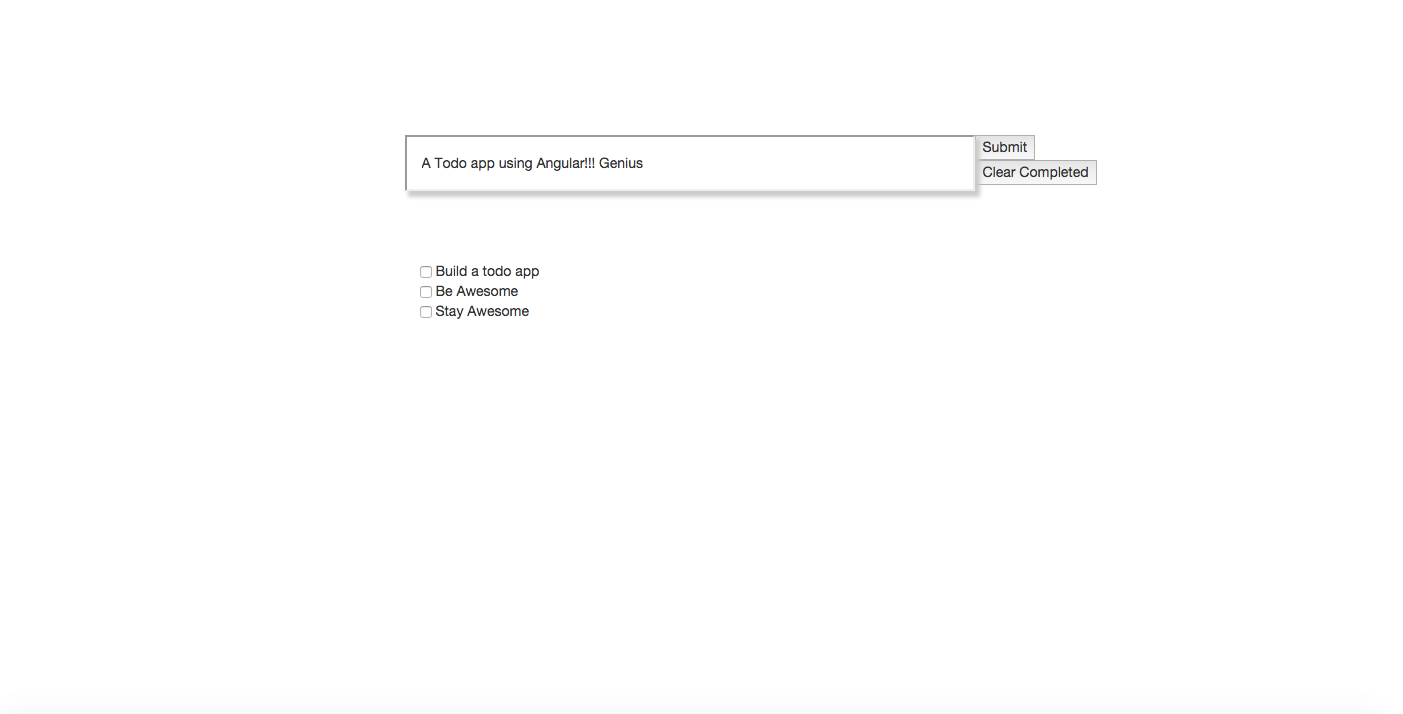 A Todo app using Angular!!! Genius
Submit
Clear Completed
Build a todo app
Be Awesome
Stay Awesome